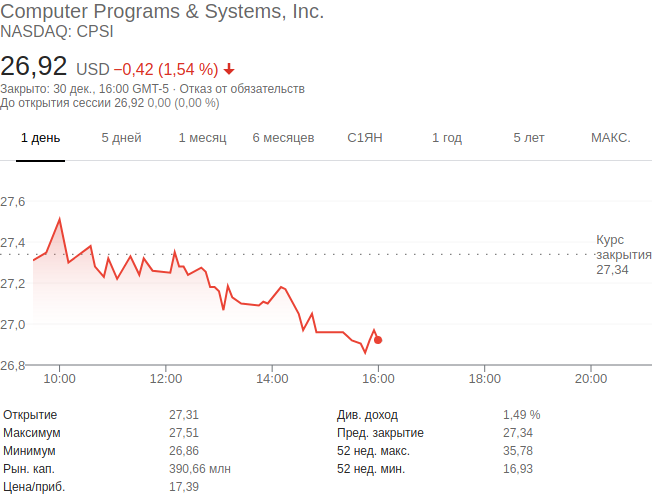 Computer Programs & Systems, Inc.
NASDAQ: CPSI
26,92 USD −0,42 (1,54 %)
Закрыто: 30 дек., 16:00 GMT-5 · Отказ от обязательств
До открытия сессии 26,92 0,00 (0,00 %)
1 день 5 дней 1 месяц 6 месяцев С1ЯН 1 год 5 лет МАКС.
27,6
27,4
27,2
27,0
26,8
Курс
закрытия
27,34
10:00 12:00 14:00 16:00 18:00 20:00
Открытие 27,31 Див. доход 1,49 %
Максимум 27,51 Пред. закрытие 27,34
Минимум 26,86 52 нед. макс. 35,78
Рын. кап. 390,66 млн 52 нед. мин. 16,93
Цена/приб. 17,39